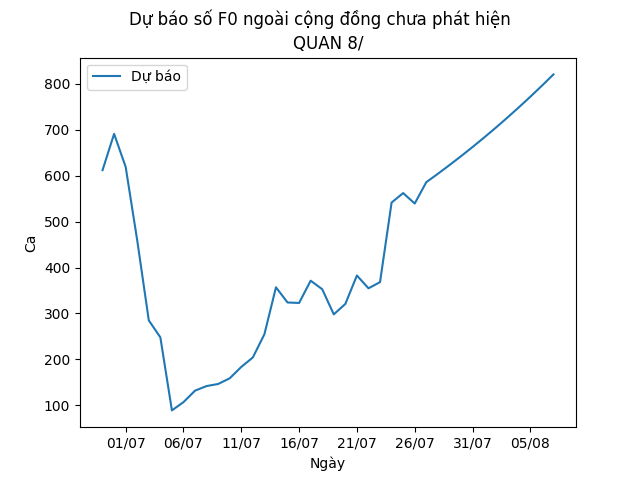 Dự báo số F0 ngoài cộng đồng chưa phát hiện
QUAN 8/
Dự báo
800
700
600
500
400
300
200
100
Ca
01/07 06/07 11/07 16/07 21/07 26/07 31/07 05/08
Ngày